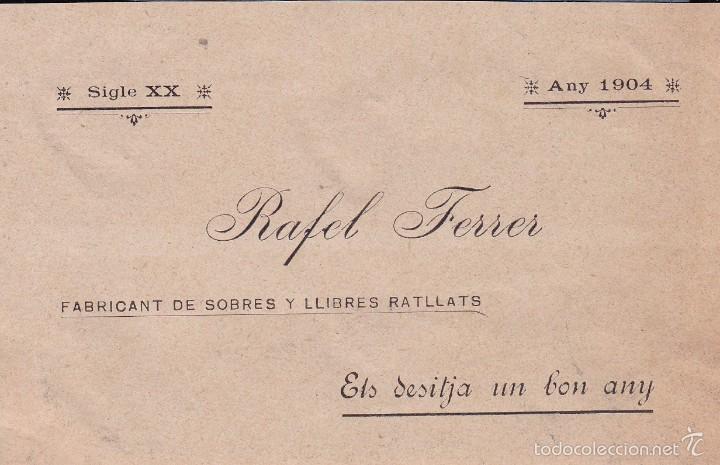 Sigle XX
Any 1904
Rafel Ferrer
FABRICANT DE SOBRES Y LLIBRES RATLLATS
Els desitja un bon any
todocoleccion.net